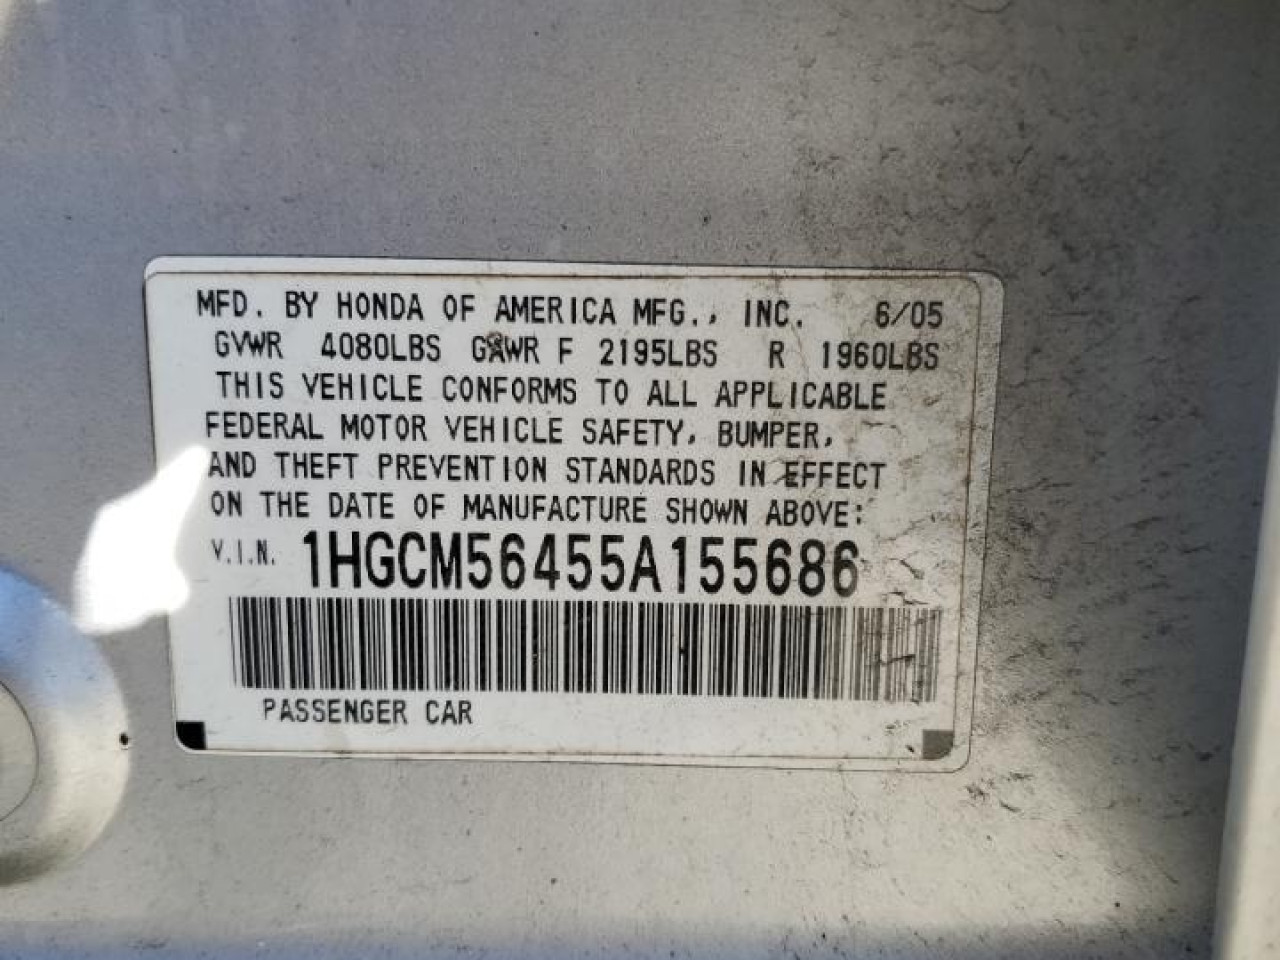 MFD. BY HONDA OF AMERICA MFG., INC. 6/05
GVWR 4080LBS GAWR F 2195LBS R 1960LBS
THIS VEHICLE CONFORMS TO ALL APPLICABLE
FEDERAL MOTOR VEHICLE SAFETY, BUMPER,
AND THEFT PREVENTION STANDARDS IN EFFECT
ON THE DATE OF MANUFACTURE SHOWN ABOVE:
V.I.N. 1HGCM56455A155686
PASSENGER CAR